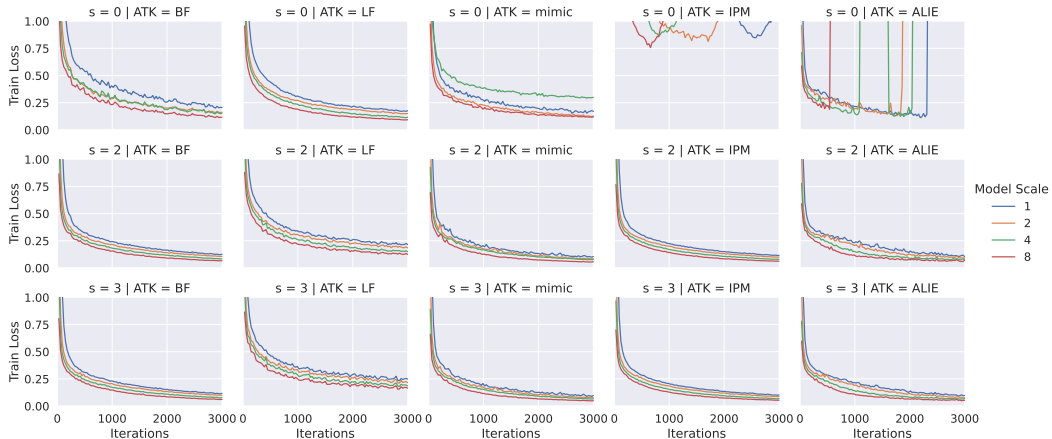 s = 0 | ATK = BF
s = 0 | ATK = LF
s = 0 | ATK = mimic
s = 0 | ATK = IPM
s = 0 | ATK = ALIE
1.00
0.75
0.50
0.25
0.00
Train Loss
s = 2 | ATK = BF
s = 2 | ATK = LF
s = 2 | ATK = mimic
s = 2 | ATK = IPM
s = 2 | ATK = ALIE
1.00
0.75
0.50
0.25
0.00
Train Loss
Model Scale
1
2
4
8
s = 3 | ATK = BF
s = 3 | ATK = LF
s = 3 | ATK = mimic
s = 3 | ATK = IPM
s = 3 | ATK = ALIE
1.00
0.75
0.50
0.25
0.00
Train Loss
0 1000 2000 3000
0 1000 2000 3000
0 1000 2000 3000
0 1000 2000 3000
0 1000 2000 3000
Iterations
Iterations
Iterations
Iterations
Iterations